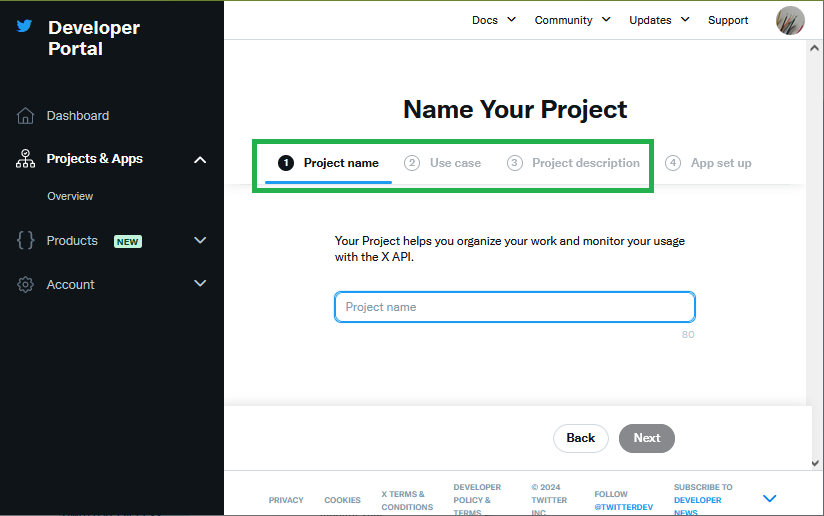 Developer
Portal
Docs
Community
Updates
Support
Dashboard
Projects & Apps
Overview
Products NEW
Account
Name Your Project
1 Project name
2 Use case
3 Project description
4 App set up
Your Project helps you organize your work and monitor your usage
with the X API.
Project name
80
Back
Next
PRIVACY
COOKIES
X TERMS &
CONDITIONS
DEVELOPER
POLICY &
TERMS
© 2024
TWITTER
INC.
FOLLOW
@TWITTERDEV
SUBSCRIBE TO
DEVELOPER
NEWS